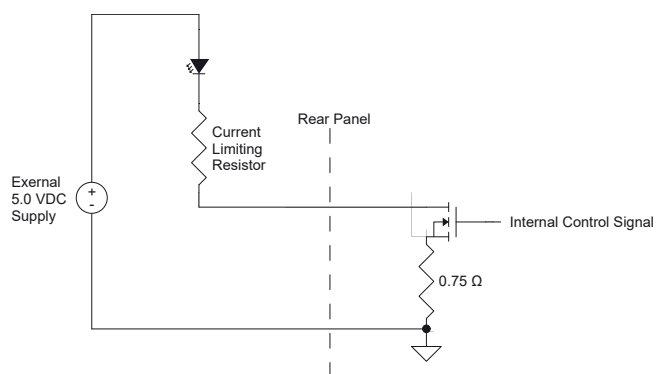 Rear Panel
Current
Limiting
Resistor
Exernal
5.0 VDC
Supply
+
-
Internal Control Signal
0.75 Ω